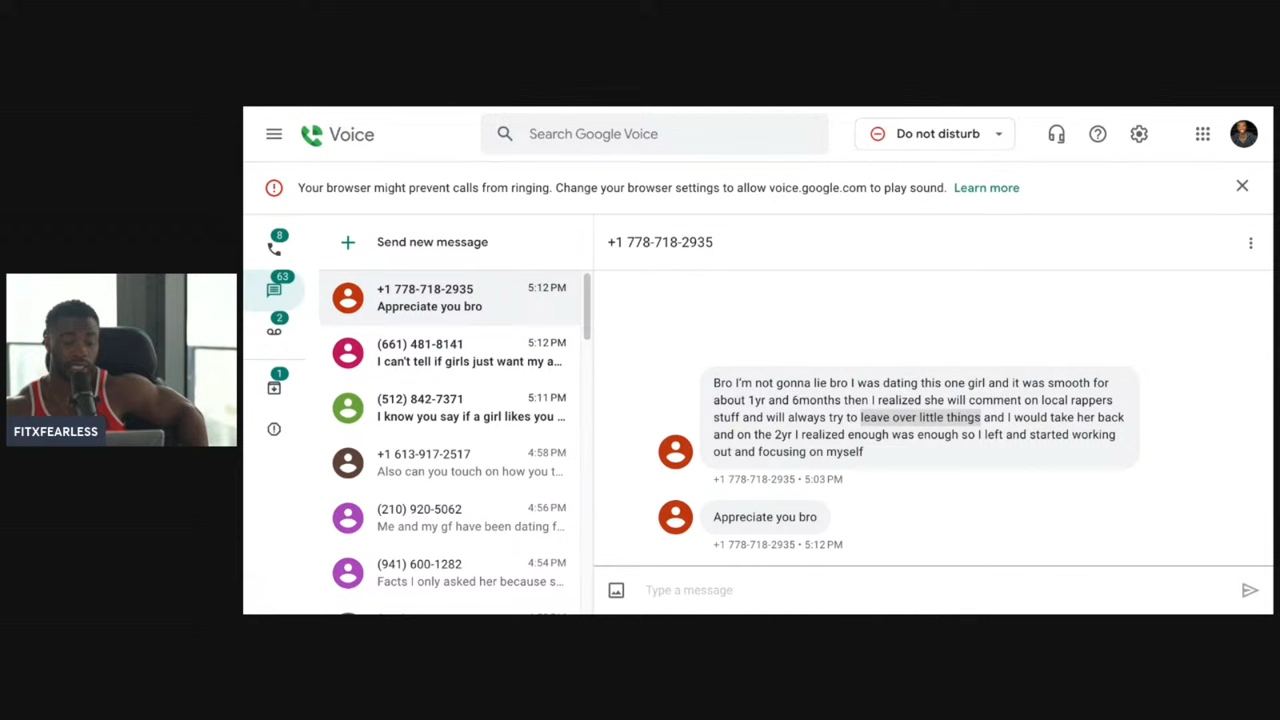 Voice
Search Google Voice
Do not disturb
Your browser might prevent calls from ringing. Change your browser settings to allow voice.google.com to play sound. Learn more
8
63
2
1
Send new message
+1 778-718-2935 5:12 PM
Appreciate you bro
(661) 481-8141 5:12 PM
I can't tell if girls just want my a...
(512) 842-7371 5:11 PM
I know you say if a girl likes you ...
+1 613-917-2517 4:58 PM
Also can you touch on how you t...
(210) 920-5062 4:56 PM
Me and my gf have been dating f...
(941) 600-1282 4:54 PM
Facts I only asked her because s...
+1 778-718-2935
Bro I'm not gonna lie bro I was dating this one girl and it was smooth for
about 1yr and 6months then I realized she will comment on local rappers
stuff and will always try to leave over little things and I would take her back
and on the 2yr I realized enough was enough so I left and started working
out and focusing on myself
+1 778-718-2935 • 5:03 PM
Appreciate you bro
+1 778-718-2935 • 5:12 PM
Type a message
FITXFEARLESS